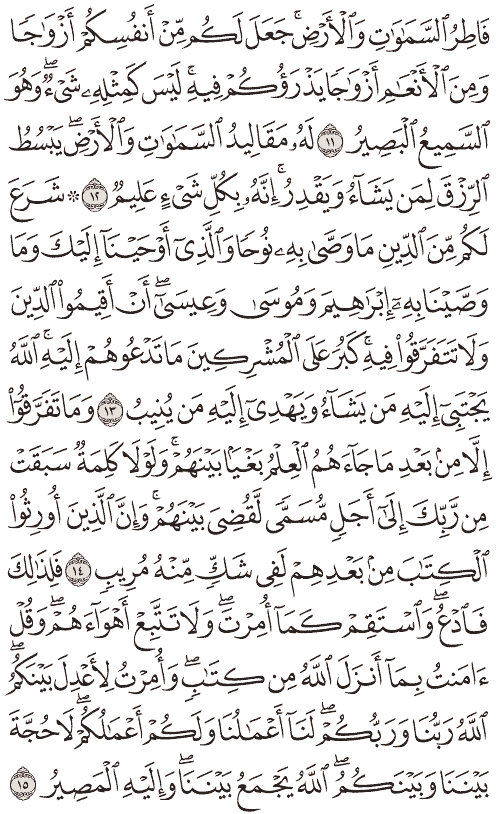 فَاطِرُ ٱلسَّمَٰوَٰتِ وَٱلۡأَرۡضِۚ جَعَلَ لَكُم مِّنۡ أَنفُسِكُمۡ أَزۡوَٰجٗا
وَمِنَ ٱلۡأَنۡعَٰمِ أَزۡوَٰجٗا يَذۡرَؤُكُمۡ فِيهِۚ لَيۡسَ كَمِثۡلِهِۦ شَيۡءٞۖ وَهُوَ
ٱلسَّمِيعُ ٱلۡبَصِيرُ ١١ لَهُۥ مَقَالِيدُ ٱلسَّمَٰوَٰتِ وَٱلۡأَرۡضِۖ يَبۡسُطُ
ٱلرِّزۡقَ لِمَن يَشَآءُ وَيَقۡدِرُۚ إِنَّهُۥ بِكُلِّ شَيۡءٍ عَلِيمٞ ١٢ ۞ شَرَعَ
لَكُم مِّنَ ٱلدِّينِ مَا وَصَّىٰ بِهِۦ نُوحٗا وَٱلَّذِيٓ أَوۡحَيۡنَآ إِلَيۡكَ وَمَا
وَصَّيۡنَا بِهِۦٓ إِبۡرَٰهِيمَ وَمُوسَىٰ وَعِيسَىٰٓۖ أَنۡ أَقِيمُواْ ٱلدِّينَ
وَلَا تَتَفَرَّقُواْ فِيهِۚ كَبُرَ عَلَى ٱلۡمُشۡرِكِينَ مَا تَدۡعُوهُمۡ إِلَيۡهِۚ ٱللَّهُ
يَجۡتَبِيٓ إِلَيۡهِ مَن يَشَآءُ وَيَهۡدِيٓ إِلَيۡهِ مَن يُنِيبُ ١٣ وَمَا تَفَرَّقُوٓاْ
إِلَّا مِنۢ بَعۡدِ مَا جَآءَهُمُ ٱلۡعِلۡمُ بَغۡيَۢا بَيۡنَهُمۡۚ وَلَوۡلَا كَلِمَةٞ سَبَقَتۡ
مِن رَّبِّكَ إِلَىٰٓ أَجَلٖ مُّسَمّٗى لَّقُضِيَ بَيۡنَهُمۡۚ وَإِنَّ ٱلَّذِينَ أُورِثُواْ
ٱلۡكِتَٰبَ مِنۢ بَعۡدِهِمۡ لَفِي شَكّٖ مِّنۡهُ مُرِيبٖ ١٤ فَلِذَٰلِكَ
فَٱدۡعُۖ وَٱسۡتَقِمۡ كَمَآ أُمِرۡتَۖ وَلَا تَتَّبِعۡ أَهۡوَآءَهُمۡۖ وَقُلۡ
ءَامَنتُ بِمَآ أَنزَلَ ٱللَّهُ مِن كِتَٰبٖۖ وَأُمِرۡتُ لِأَعۡدِلَ بَيۡنَكُمُۖ
ٱللَّهُ رَبُّنَا وَرَبُّكُمۡۖ لَنَآ أَعۡمَٰلُنَا وَلَكُمۡ أَعۡمَٰلُكُمۡۖ لَا حُجَّةَ
بَيۡنَنَا وَبَيۡنَكُمُۖ ٱللَّهُ يَجۡمَعُ بَيۡنَنَاۖ وَإِلَيۡهِ ٱلۡمَصِيرُ ١٥